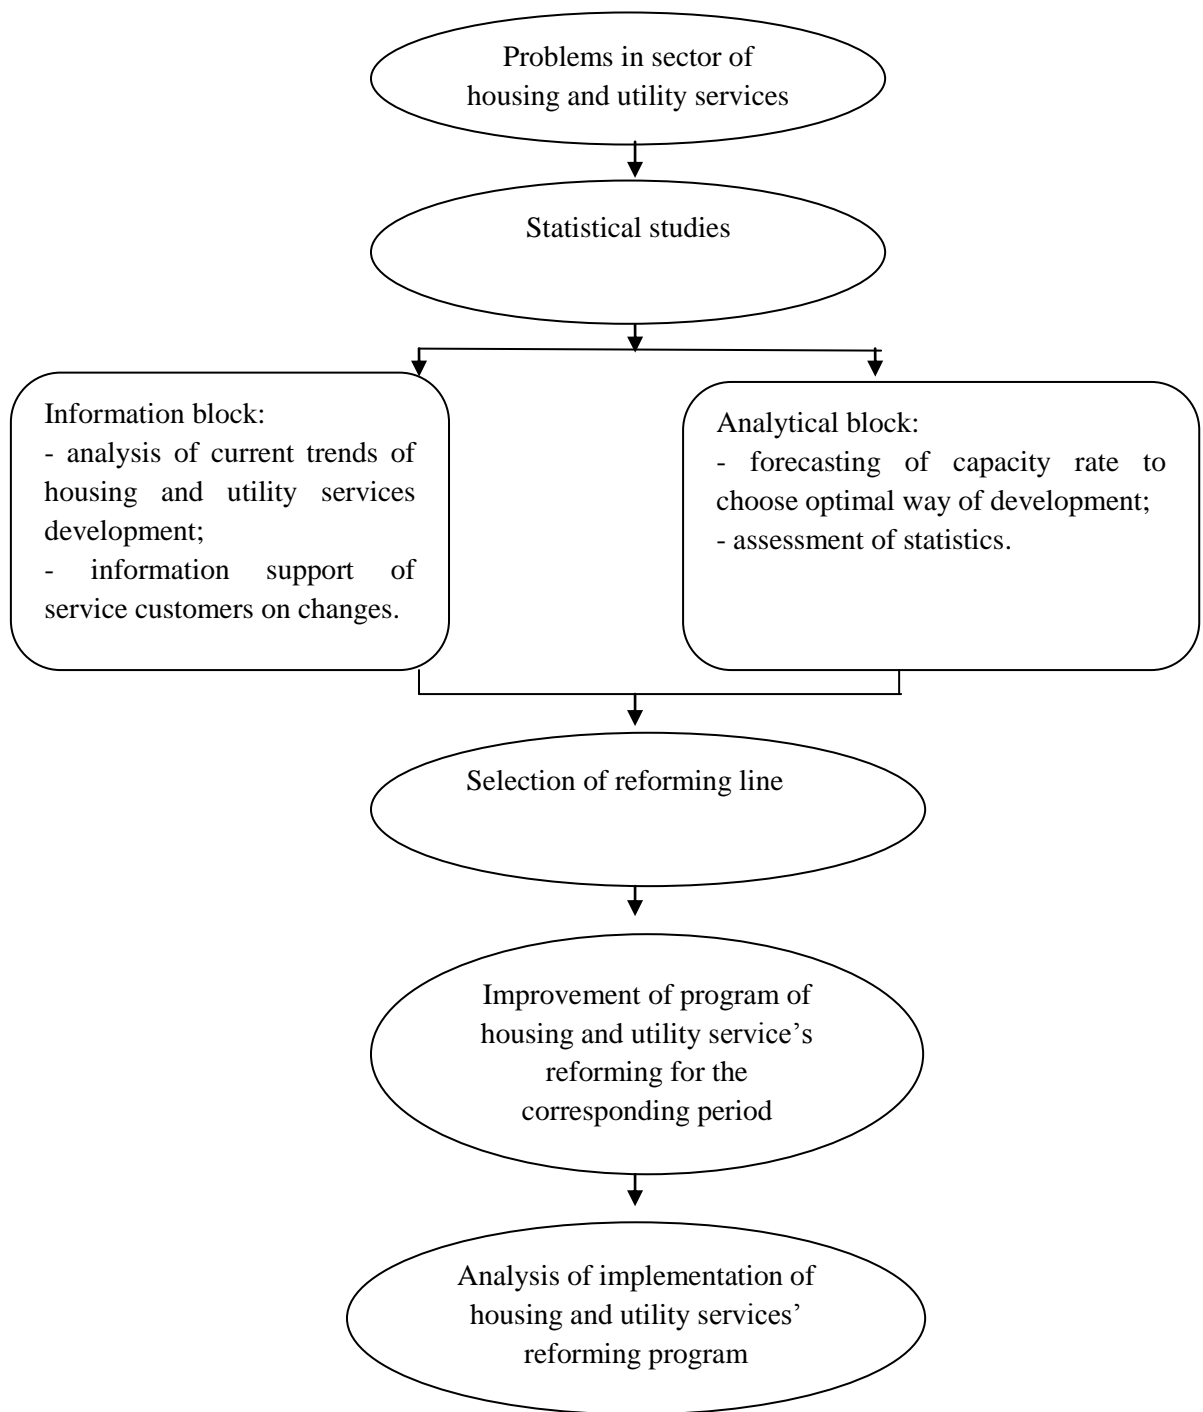 Problems in sector of
housing and utility services
Statistical studies
Information block:
- analysis of current trends of
housing and utility services
development;
- information support of
service customers on changes.
Analytical block:
- forecasting of capacity rate to
choose optimal way of development;
- assessment of statistics.
Selection of reforming line
Improvement of program of
housing and utility service’s
reforming for the
corresponding period
Analysis of implementation of
housing and utility services’
reforming program